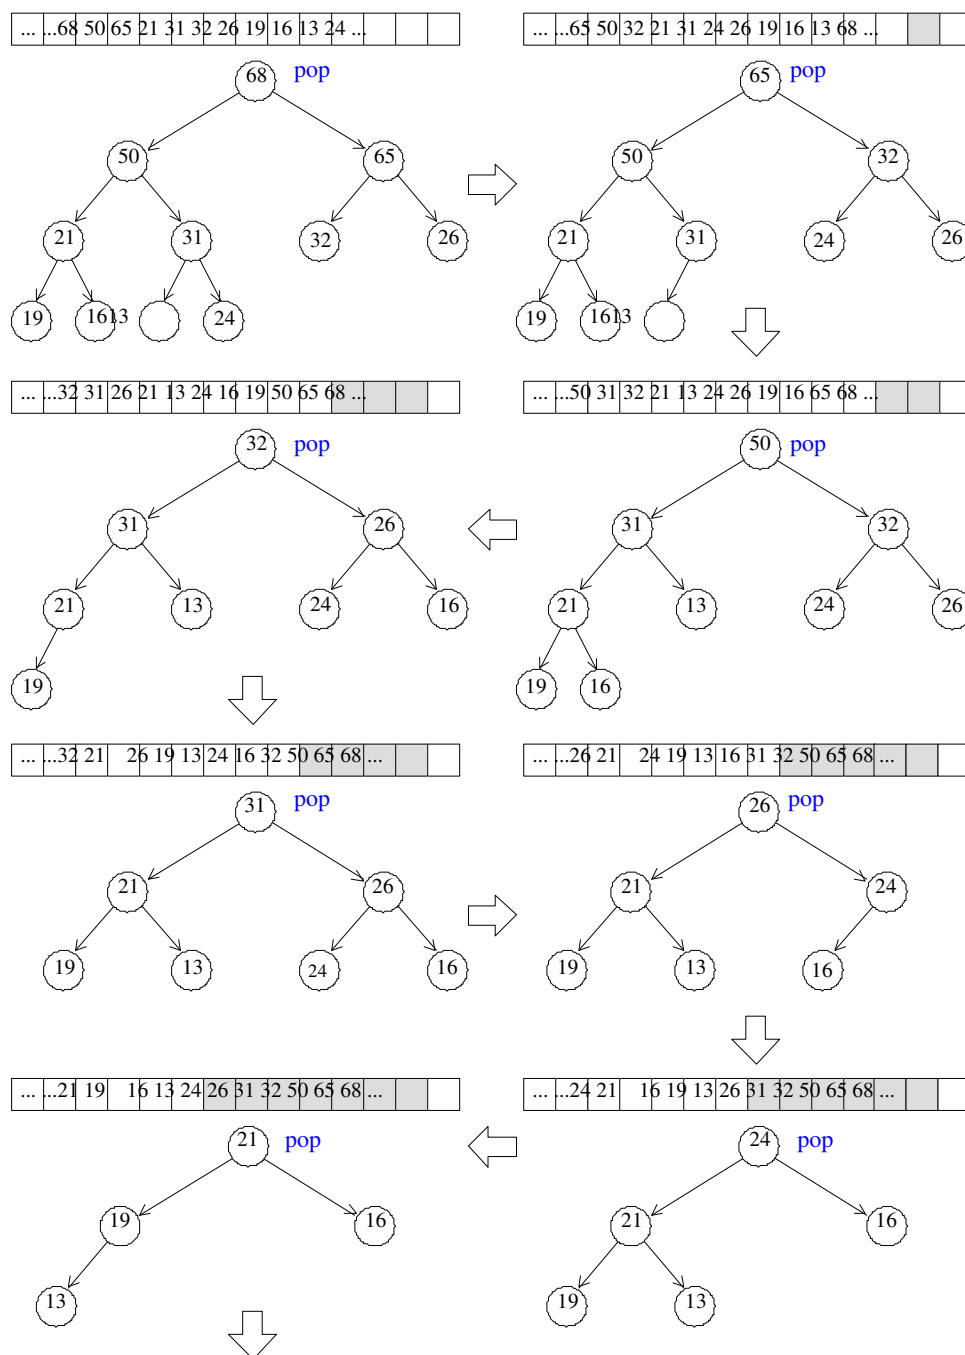 ... ...68 50 65 21 31 32 26 19 16 13 24 ...
... ...65 50 32 21 31 24 26 19 16 13 68 ...
68 pop
65 pop
50 65
50 32
21 31 32 26
21 31 24 26
19 1613 24
19 1613
... ...32 31 26 21 13 24 16 19 50 65 68 ...
... ...50 31 32 21 13 24 26 19 16 65 68 ...
32 pop
50 pop
31 26
31 32
21 13 24 16
21 13 24 26
19
19 16
... ...32 21 26 19 13 24 16 32 50 65 68 ...
... ...26 21 24 19 13 16 31 32 50 65 68 ...
31 pop
26 pop
21 26
21 24
19 13 24 16
19 13 16
... ...21 19 16 13 24 26 31 32 50 65 68 ...
... ...24 21 16 19 13 26 31 32 50 65 68 ...
21 pop
24 pop
19 16
21 16
13
19 13